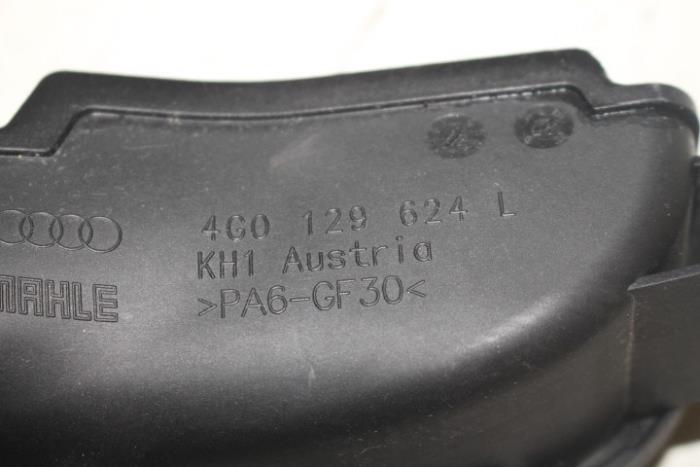 4G0 129 624 L
KH1 Austria
>PA6-GF30<
MAHLE